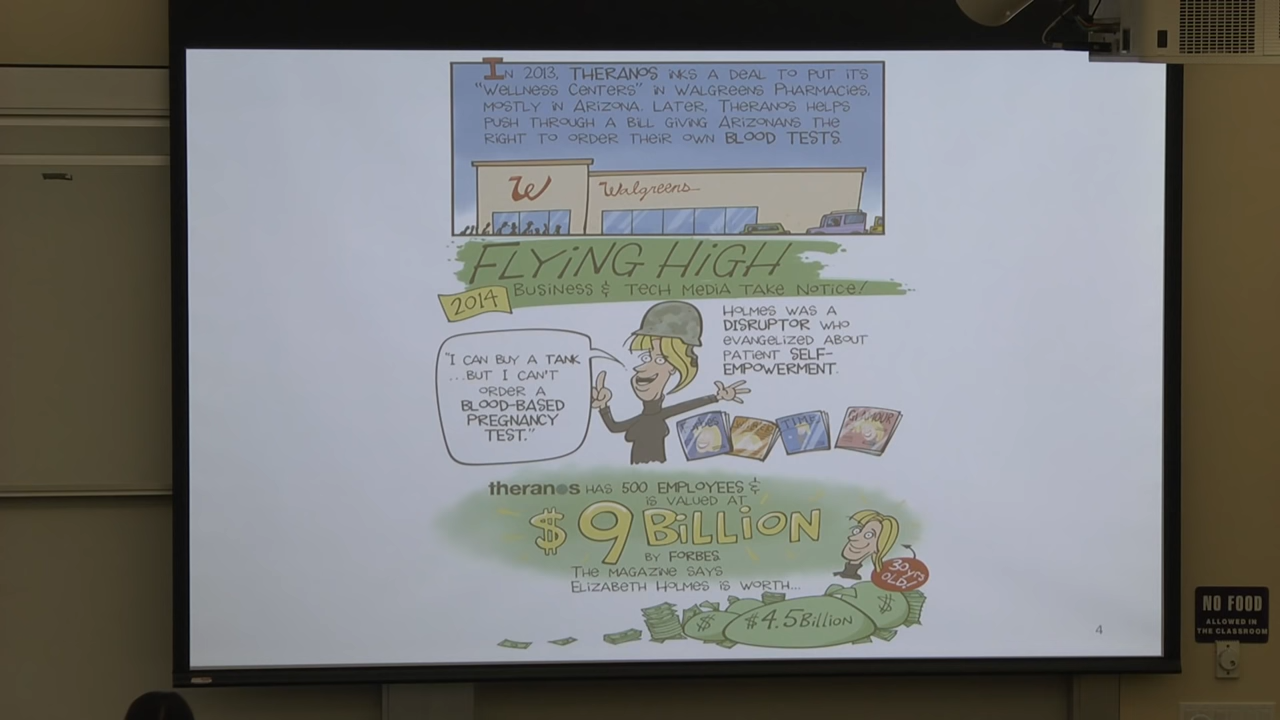 In 2013, Theranos inks a deal to put its
"Wellness Centers" in Walgreens Pharmacies,
mostly in Arizona. Later, Theranos helps
push through a bill giving Arizonans the
right to order their own blood tests.
W
Walgreens
Flying High
Business & Tech Media Take Notice!
2014
"I can buy a tank
...but I can't
order a
blood-based
pregnancy
test."
Holmes was a
disruptor who
evangelized about
patient self-
empowerment.
TIME
GLAMOUR
theranos has 500 employees &
is valued at
$9 Billion
by Forbes.
The magazine says
Elizabeth Holmes is worth...
30 yrs
old!
$
$4.5 Billion
$
4
NO FOOD
ALLOWED IN
THE CLASSROOM